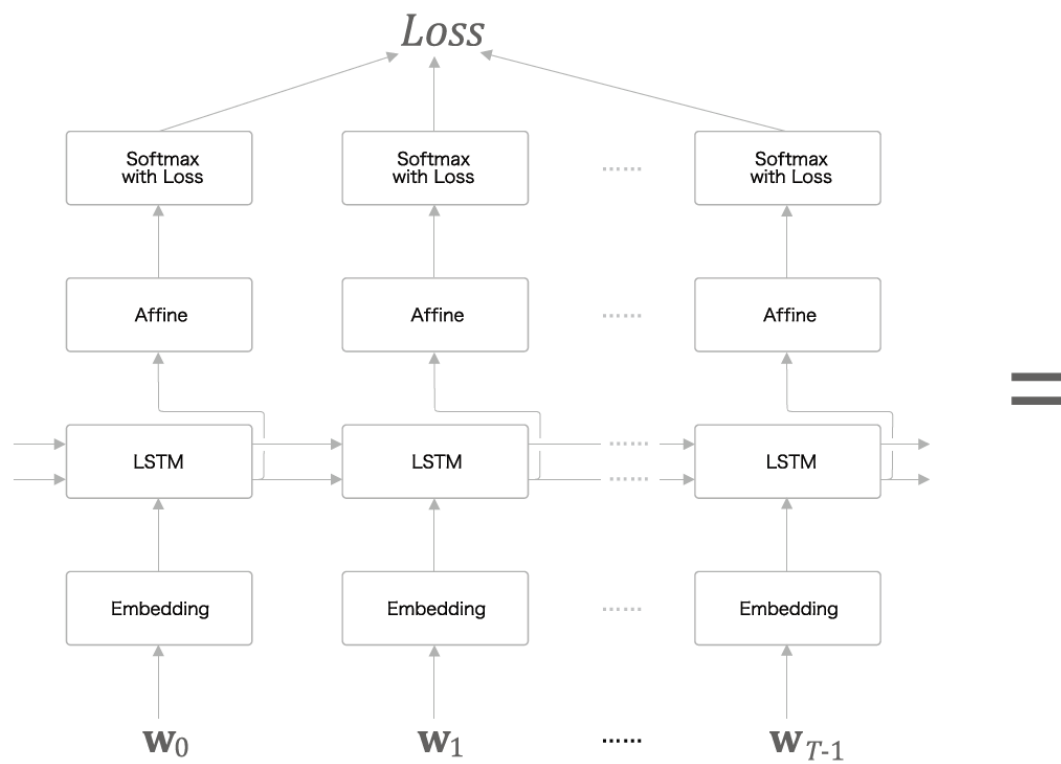 Loss
Softmax
with Loss
Softmax
with Loss
......
Softmax
with Loss
Affine
Affine
......
Affine
=
LSTM
LSTM
......
......
LSTM
Embedding
Embedding
......
Embedding
w0
w1
......
wT-1